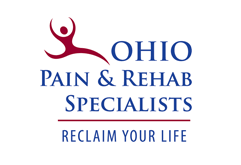 OHIO
PAIN & REHAB
SPECIALISTS
RECLAIM YOUR LIFE